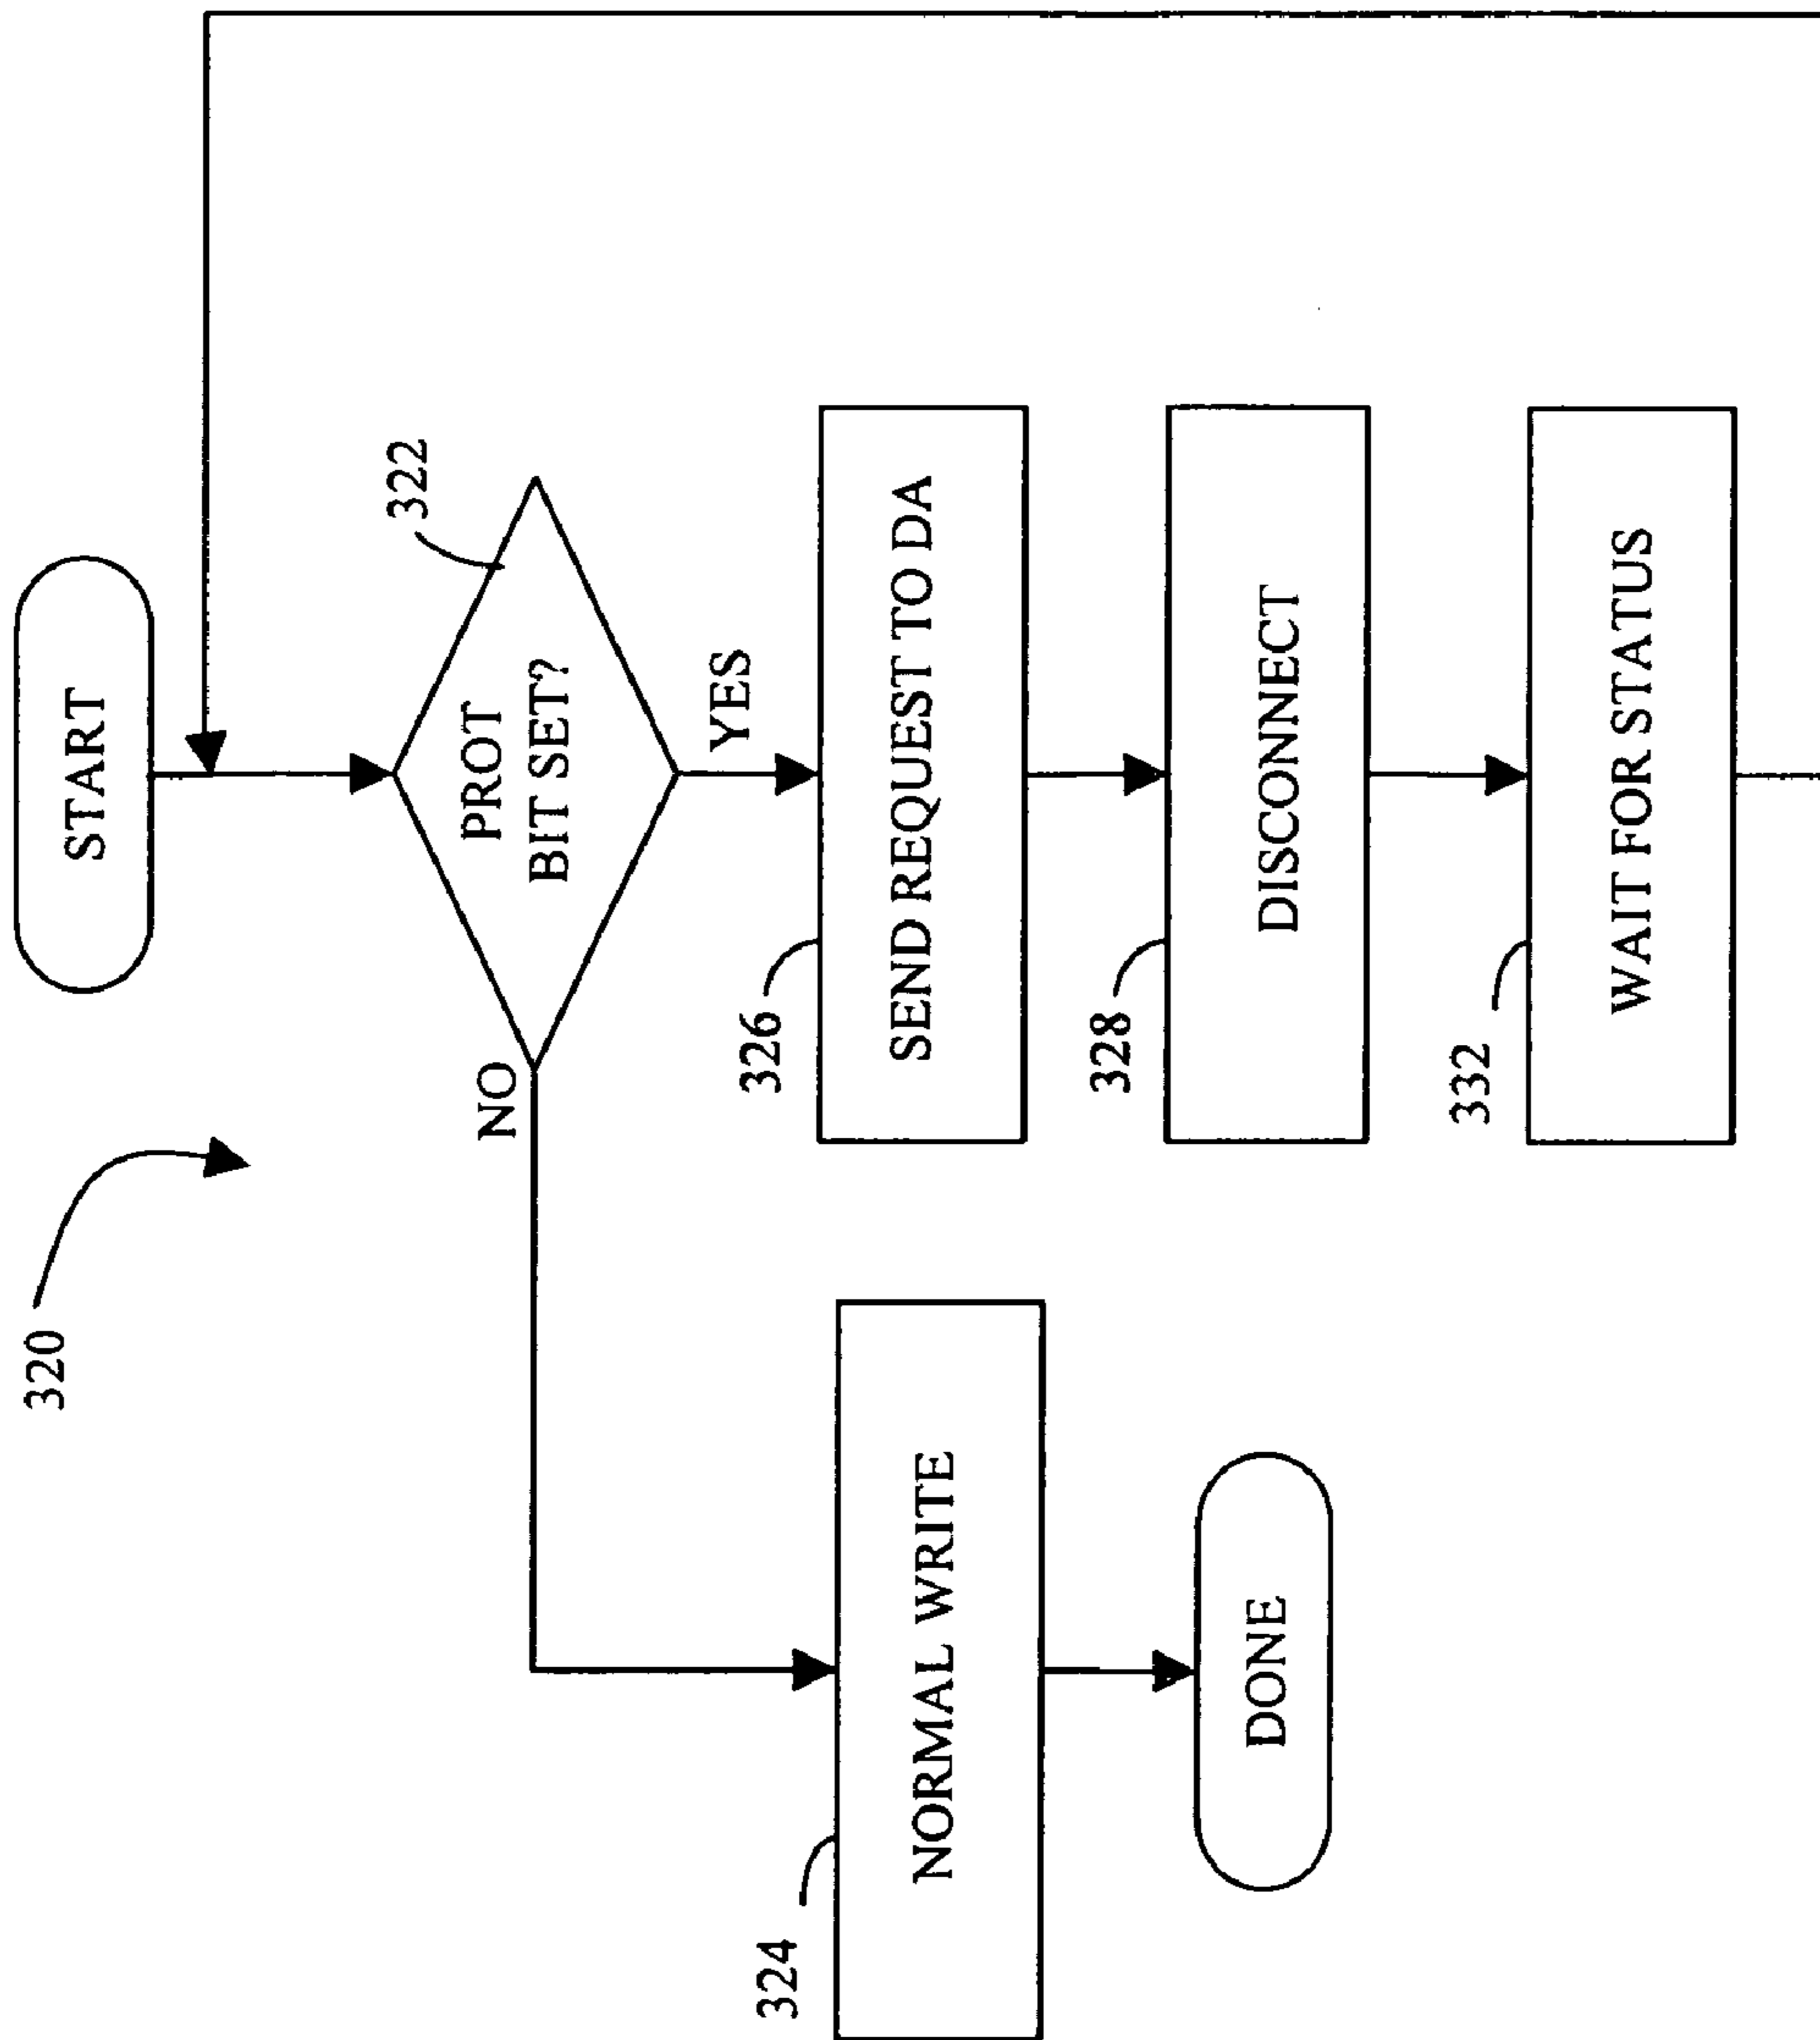 320
START
322
PROT
BIT SET?
NO
YES
326
SEND REQUEST TO DA
324
NORMAL WRITE
328
DISCONNECT
DONE
332
WAIT FOR STATUS